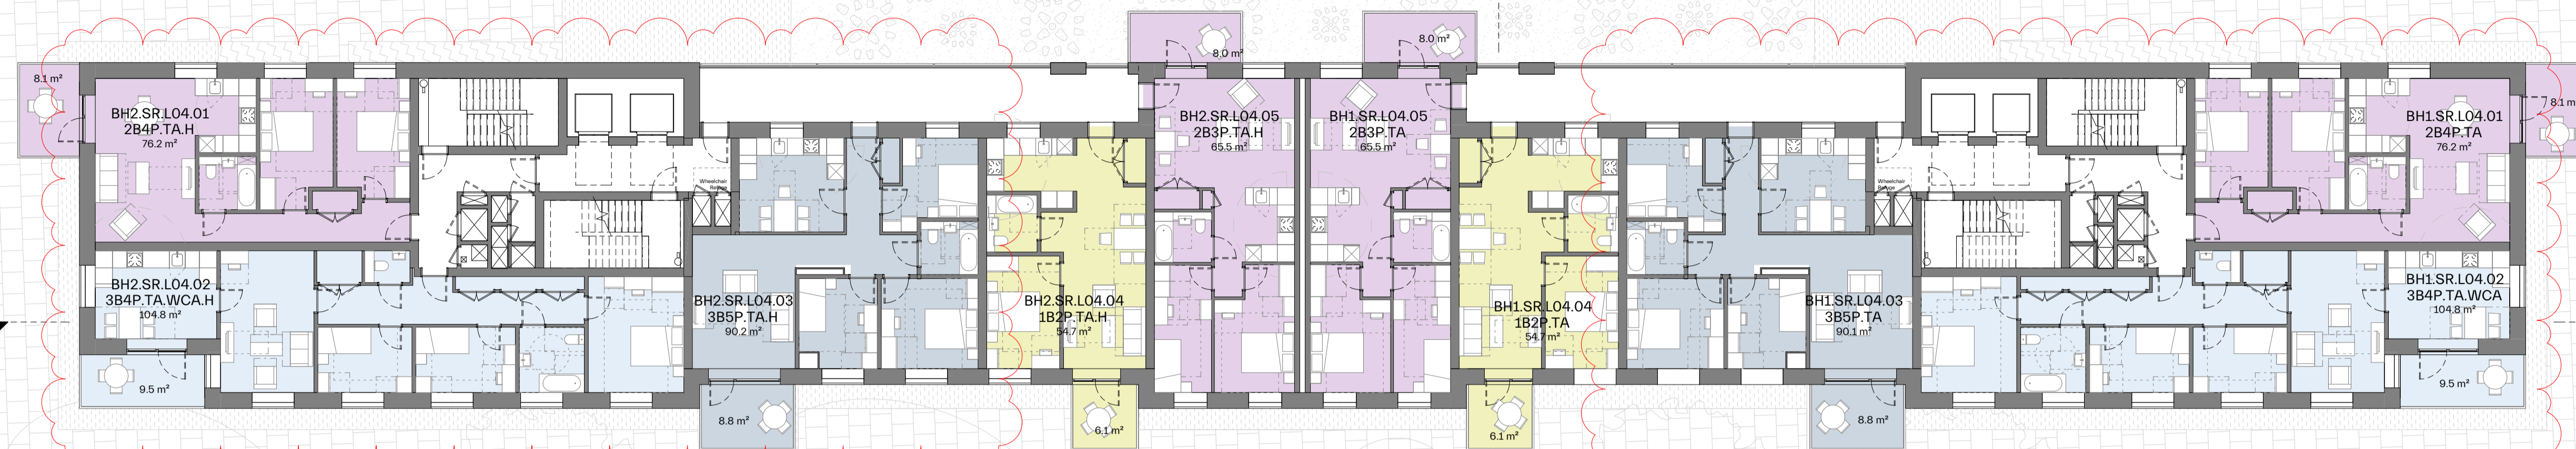 8.1 m²
BH2.SR.L04.01
2B4P.TA.H
76.2 m²
BH2.SR.L04.02
3B4P.TA.WCA.H
104.8 m²
9.5 m²
Wheelchair
Refuge
BH2.SR.L04.03
3B5P.TA.H
90.2 m²
8.8 m²
BH2.SR.L04.04
1B2P.TA.H
54.7 m²
6.1 m²
8.0 m²
BH2.SR.L04.05
2B3P.TA.H
65.5 m²
8.0 m²
BH1.SR.L04.05
2B3P.TA
65.5 m²
BH1.SR.L04.04
1B2P.TA
54.7 m²
6.1 m²
Wheelchair
Refuge
BH1.SR.L04.03
3B5P.TA
90.1 m²
8.8 m²
BH1.SR.L04.01
2B4P.TA
76.2 m²
8.1 m
BH1.SR.L04.02
3B4P.TA.WCA
104.8 m²
9.5 m²